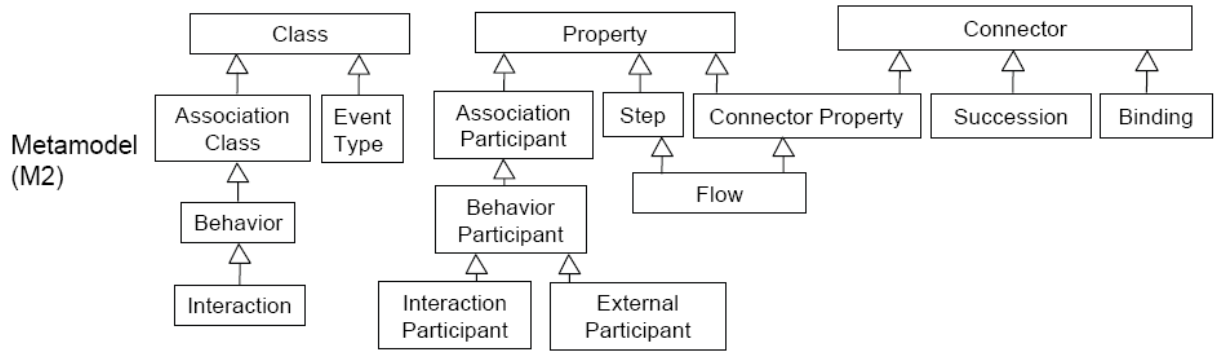 Class
Property
Connector
Association
Class
Event
Type
Association
Participant
Step
Connector Property
Succession
Binding
Metamodel
(M2)
Behavior
Behavior
Participant
Flow
Interaction
Interaction
Participant
External
Participant